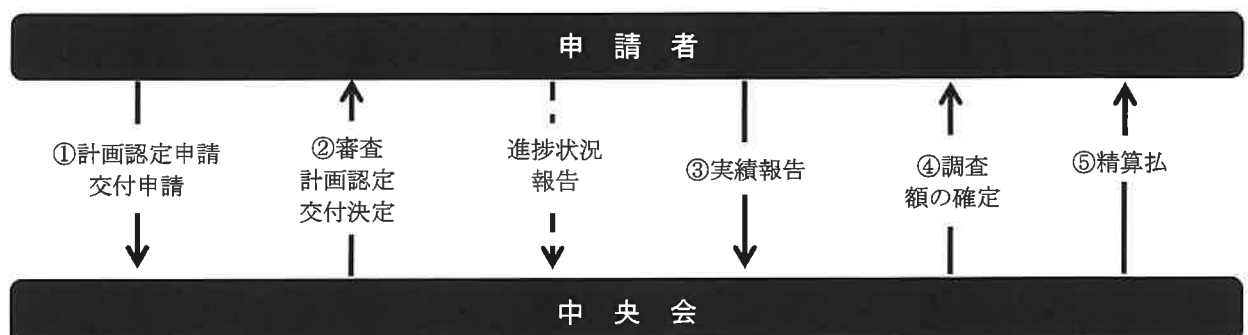 申請者
①計画認定申請
交付申請
②審査
計画認定
交付決定
進捗状況
報告
③実績報告
④調査
額の確定
⑤精算払
中央会